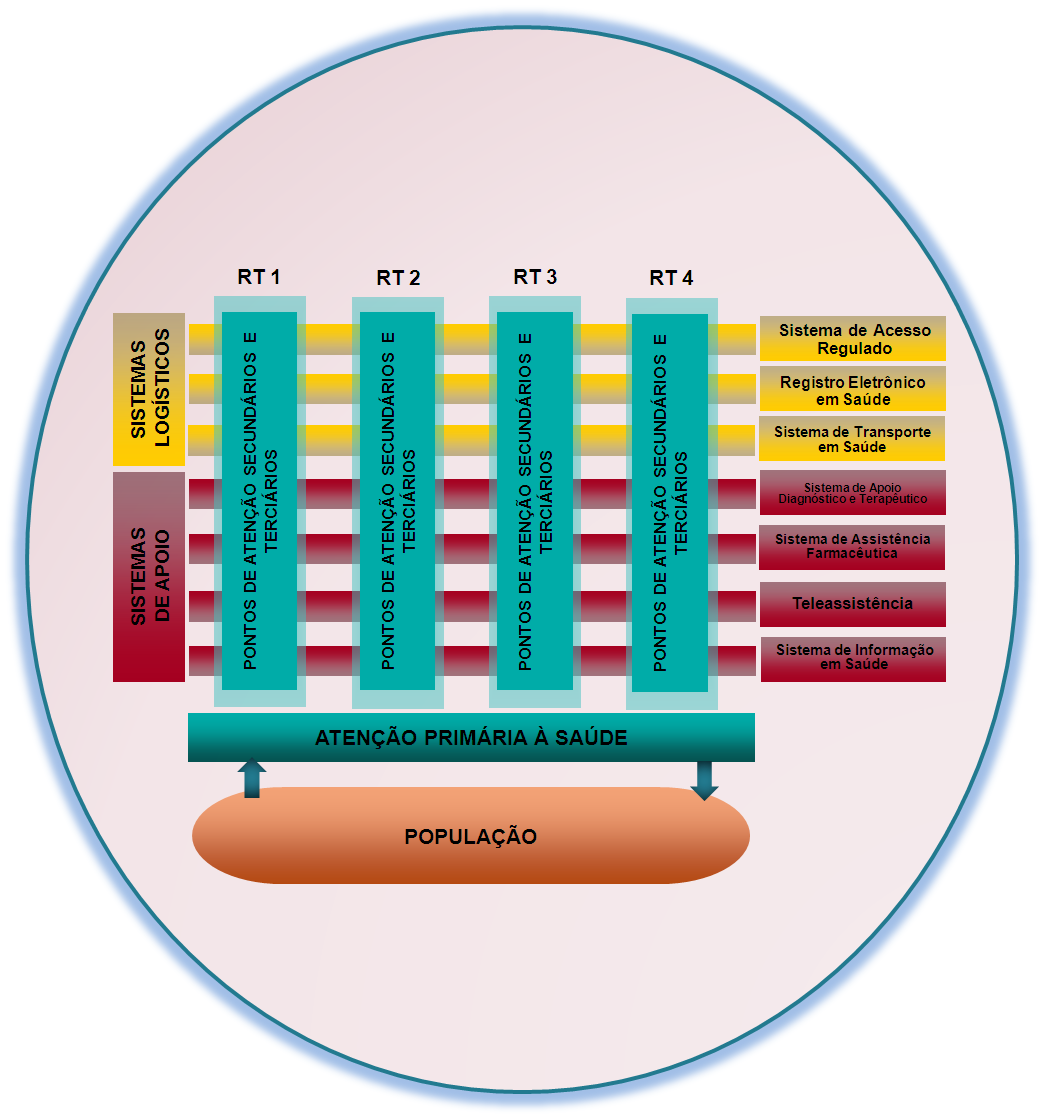 RT 1
RT 2
RT 3
RT 4
SISTEMAS
LOGÍSTICOS
SISTEMAS
DE APOIO
PONTOS DE ATENÇÃO SECUNDÁRIOS E
TERCIÁRIOS
PONTOS DE ATENÇÃO SECUNDÁRIOS E
TERCIÁRIOS
PONTOS DE ATENÇÃO SECUNDÁRIOS E
TERCIÁRIOS
PONTOS DE ATENÇÃO SECUNDÁRIOS E
TERCIÁRIOS
Sistema de Acesso
Regulado
Registro Eletrônico
em Saúde
Sistema de Transporte
em Saúde
Sistema de Apoio
Diagnóstico e Terapêutico
Sistema de Assistência
Farmacêutica
Teleassistência
Sistema de Informação
em Saúde
ATENÇÃO PRIMÁRIA À SAÚDE
POPULAÇÃO